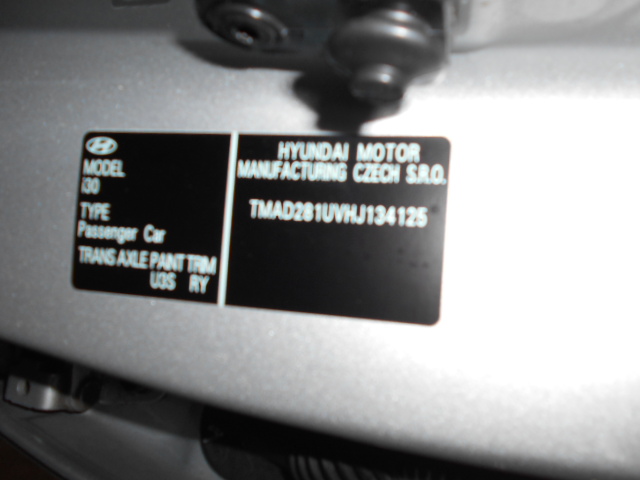 MODEL
i30
TYPE
Passenger Car
TRANS AXLE PAINT TRIM
U3S RY
HYUNDAI MOTOR
MANUFACTURING CZECH S.R.O.
TMAD281UVHJ134125